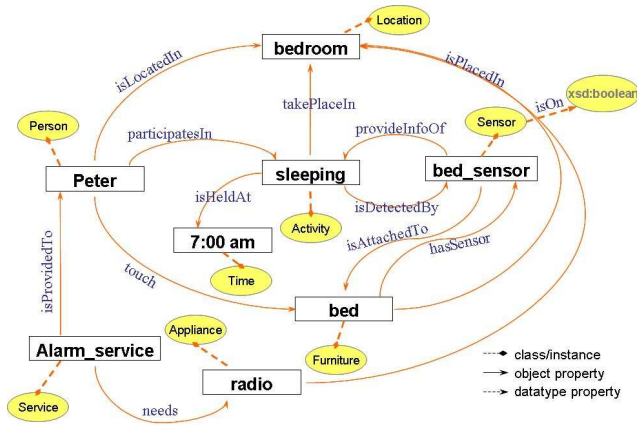 Location
bedroom
isLocatedIn
isPlacedIn
takePlaceIn
isOn
xsd:boolean
Person
participatesIn
provideInfoOf
Sensor
Peter
sleeping
bed_sensor
isHeldAt
isDetectedBy
Activity
7:00 am
isAttachedTo
hasSensor
isProvidedTo
touch
Time
bed
Appliance
Alarm_service
radio
Furniture
class/instance
object property
datatype property
Service
needs